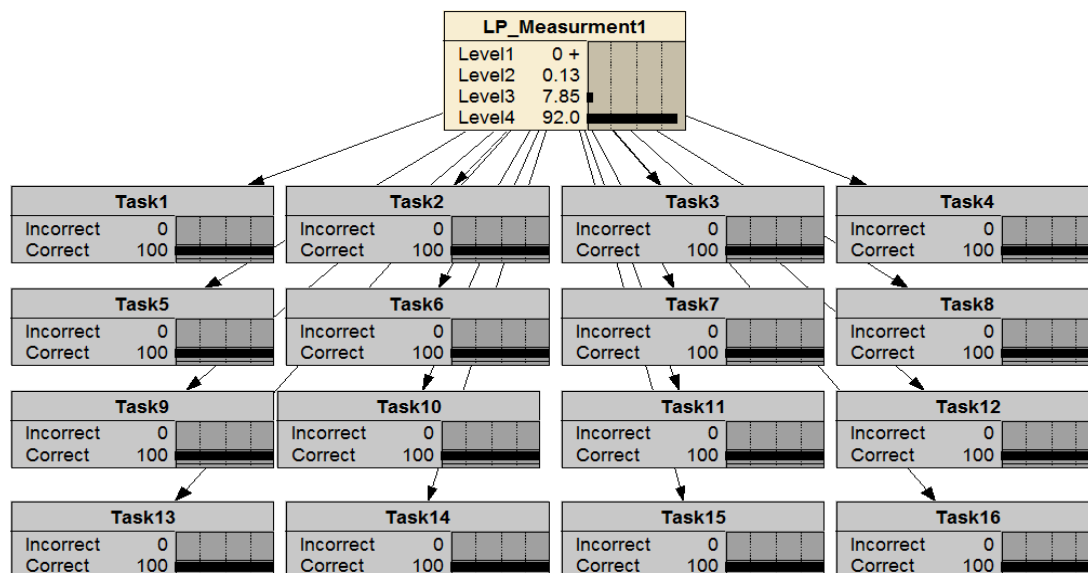 LP_Measurment1
Level1 0 +
Level2 0.13
Level3 7.85
Level4 92.0
Task1
Incorrect 0
Correct 100
Task2
Incorrect 0
Correct 100
Task3
Incorrect 0
Correct 100
Task4
Incorrect 0
Correct 100
Task5
Incorrect 0
Correct 100
Task6
Incorrect 0
Correct 100
Task7
Incorrect 0
Correct 100
Task8
Incorrect 0
Correct 100
Task9
Incorrect 0
Correct 100
Task10
Incorrect 0
Correct 100
Task11
Incorrect 0
Correct 100
Task12
Incorrect 0
Correct 100
Task13
Incorrect 0
Correct 100
Task14
Incorrect 0
Correct 100
Task15
Incorrect 0
Correct 100
Task16
Incorrect 0
Correct 100